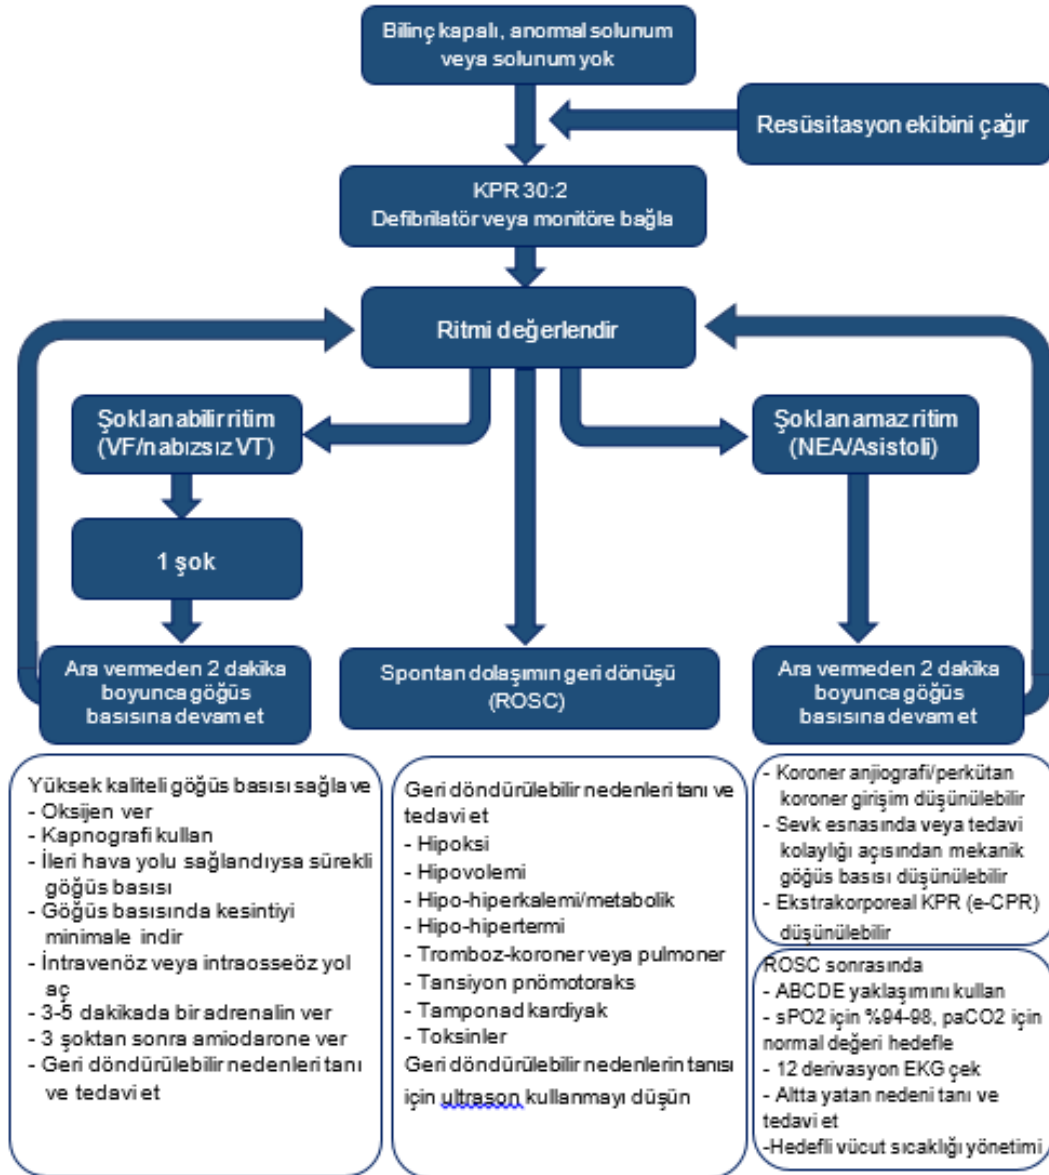 Bilinç kapalı, anormal solunum
veya solunum yok
Resüsitasyon ekibini çağır
KPR 30:2
Defibrilatör veya monitöre bağla
Ritmi değerlendir
Şoklanabilir ritim
(VF/nabızsız VT)
Şoklanamaz ritim
(NEA/Asistoli)
1 şok
Ara vermeden 2 dakika
boyunca göğüs
basısına devam et
Spontan dolaşımın geri dönüşü
(ROSC)
Ara vermeden 2 dakika
boyunca göğüs
basısına devam et
Yüksek kaliteli göğüs basısı sağla ve
- Oksijen ver
- Kapnografi kullan
- İleri hava yolu sağlandıysa sürekli
göğüs basısı
- Göğüs basısında kesintiyi
minimale indir
- İntravenöz veya intraosseöz yol
aç
- 3-5 dakikada bir adrenalin ver
- 3 şoktan sonra amiodarone ver
- Geri döndürülebilir nedenleri tanı
ve tedavi et
Geri döndürülebilir nedenleri tanı ve
tedavi et
- Hipoksi
- Hipovolemi
- Hipo-hiperkalemi/metabolik
- Hipo-hipertermi
- Tromboz-koroner veya pulmoner
- Tansiyon pnömotoraks
- Tamponad kardiyak
- Toksinler
Geri döndürülebilir nedenlerin tanısı
için ultrason kullanmayı düşün
- Koroner anjiografi/perkütan
koroner girişim düşünülebilir
- Sevk esnasında veya tedavi
kolaylığı açısından mekanik
göğüs basısı düşünülebilir
- Ekstrakorporeal KPR (e-CPR)
düşünülebilir
ROSC sonrasında
- ABCDE yaklaşımını kullan
- sPO2 için %94-98, paCO2 için
normal değeri hedefle
- 12 derivasyon EKG çek
- Altta yatan nedeni tanı ve
tedavi et
-Hedefli vücut sıcaklığı yönetimi